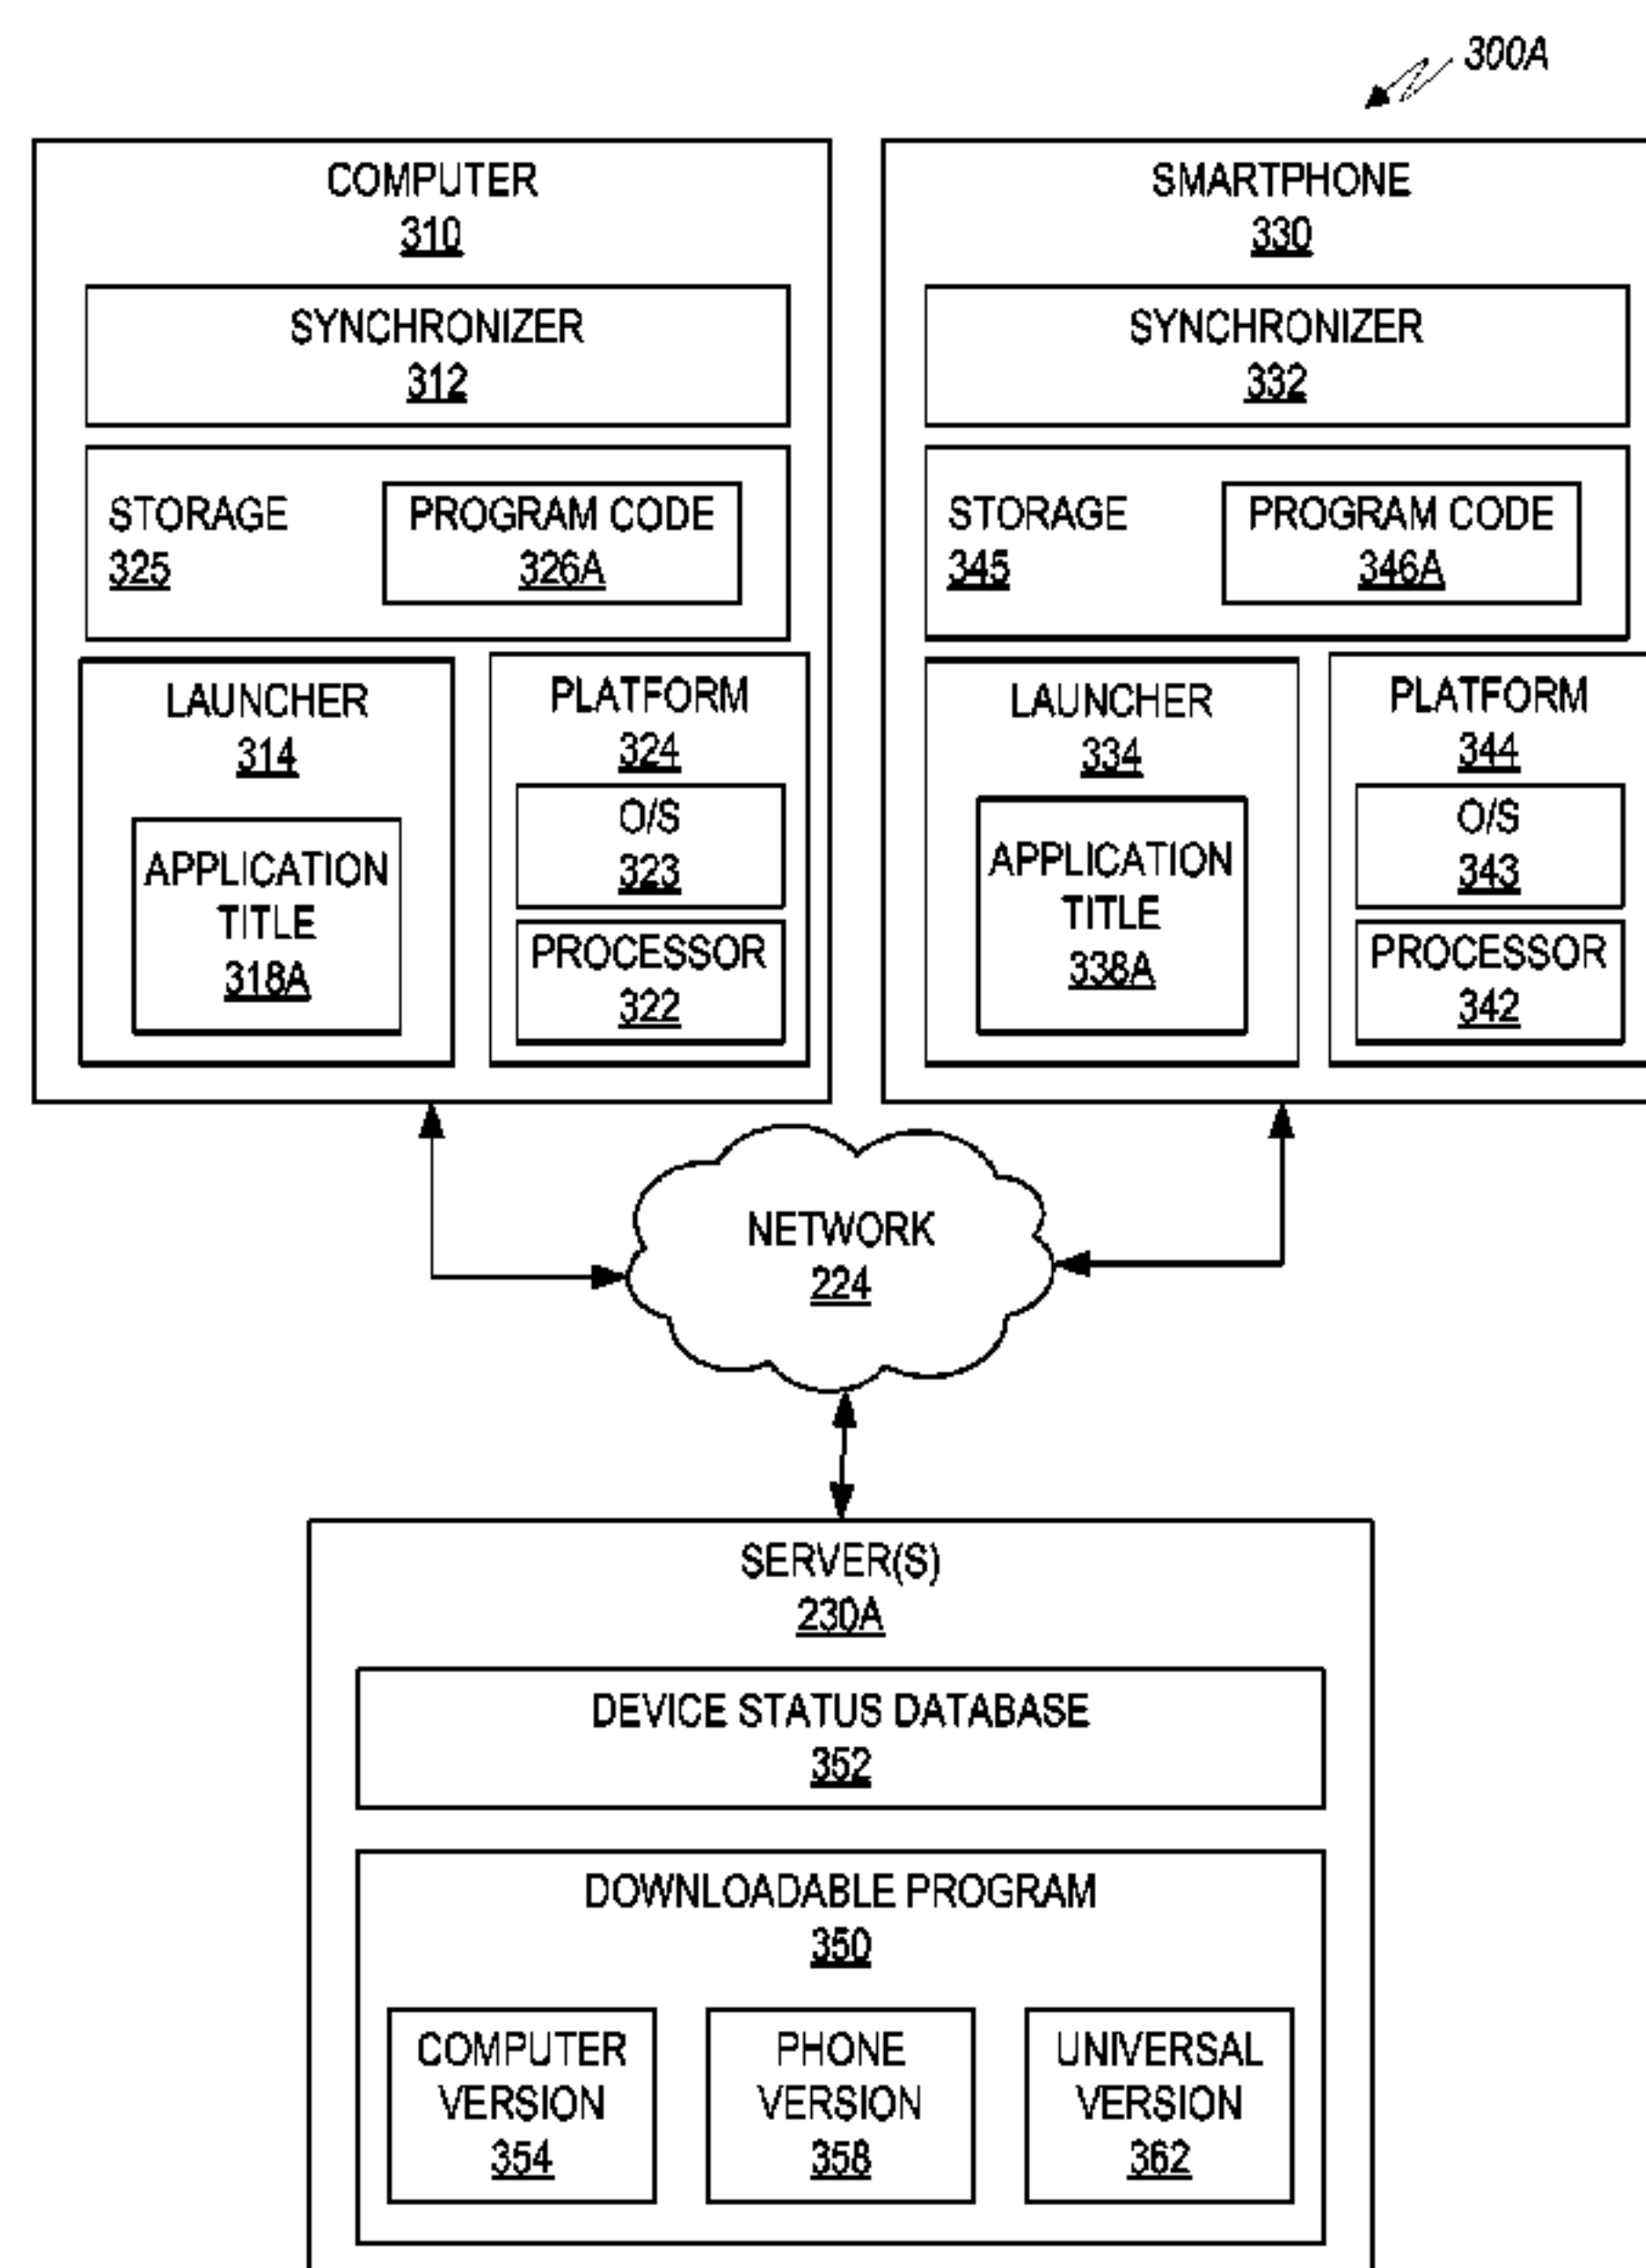 300A
COMPUTER
310
SYNCHRONIZER
312
STORAGE
325
PROGRAM CODE
326A
LAUNCHER
314
APPLICATION
TITLE
318A
PLATFORM
324
O/S
323
PROCESSOR
322
SMARTPHONE
330
SYNCHRONIZER
332
STORAGE
345
PROGRAM CODE
346A
LAUNCHER
334
APPLICATION
TITLE
338A
PLATFORM
344
O/S
343
PROCESSOR
342
NETWORK
224
SERVER(S)
230A
DEVICE STATUS DATABASE
352
DOWNLOADABLE PROGRAM
350
COMPUTER
VERSION
354
PHONE
VERSION
358
UNIVERSAL
VERSION
362